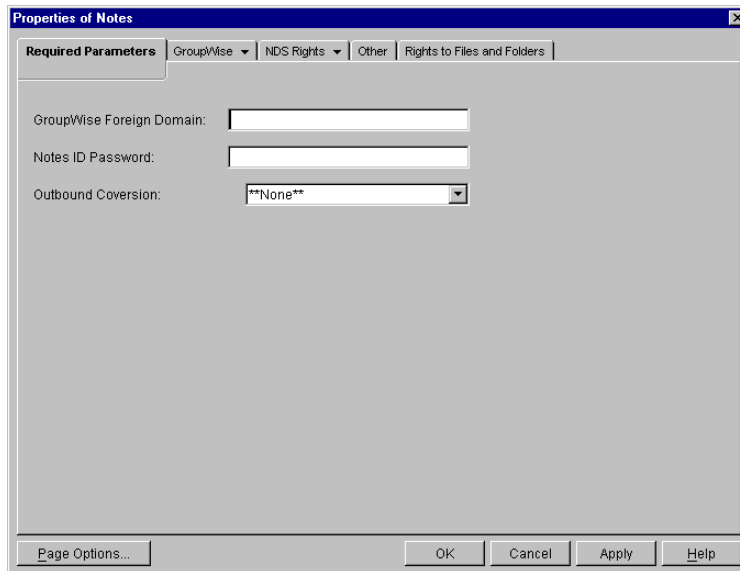 Properties of Notes
Required Parameters GroupWise NDS Rights Other Rights to Files and Folders
GroupWise Foreign Domain:
Notes ID Password:
Outbound Coversion: **None**
Page Options... OK Cancel Apply Help